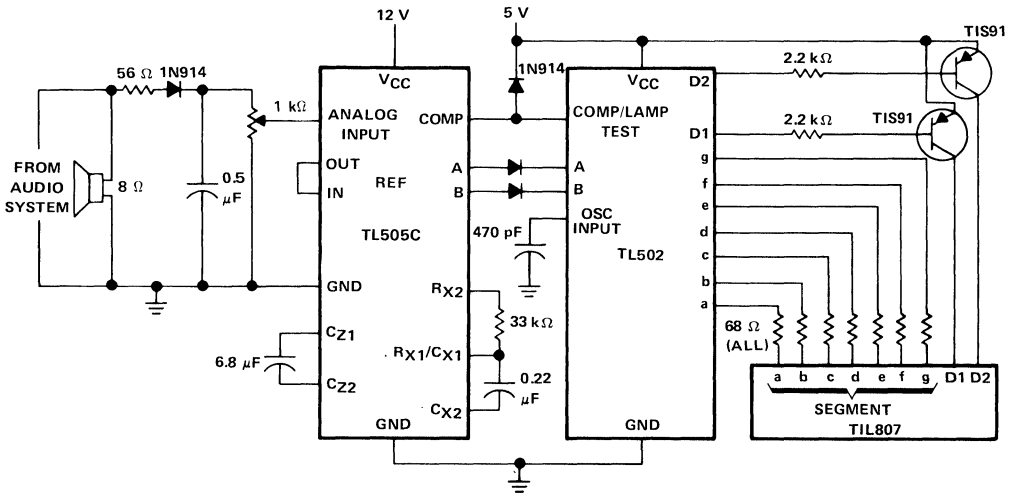 12 V
5 V
TIS91
56 Ω 1N914
1N914
2.2 kΩ
VCC
VCC
D2
1 kΩ
ANALOG
INPUT
COMP
COMP/LAMP
TEST
TIS91
2.2 kΩ
D1
g
OUT
IN
REF
A
B
A
B
f
e
FROM
AUDIO
SYSTEM
8 Ω
0.5
μF
OSC
INPUT
470 pF
TL505C
TL502
d
c
b
a
GND
RX2
33 kΩ
68 Ω
(ALL)
CZ1
6.8 μF
CZ2
RX1/CX1
0.22
μF
CX2
a b c d e f g D1 D2
SEGMENT
TIL807
GND
GND